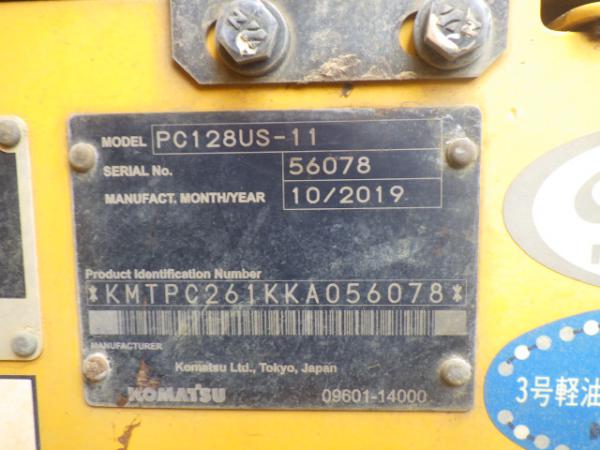 MODEL PC128US-11
SERIAL No. 56078
MANUFACT. MONTH/YEAR 10/2019
Product Identification Number
*KMTPC261KKA056078*
MANUFACTURER
Komatsu Ltd., Tokyo, Japan
KOMATSU 09601-14000
3号軽油